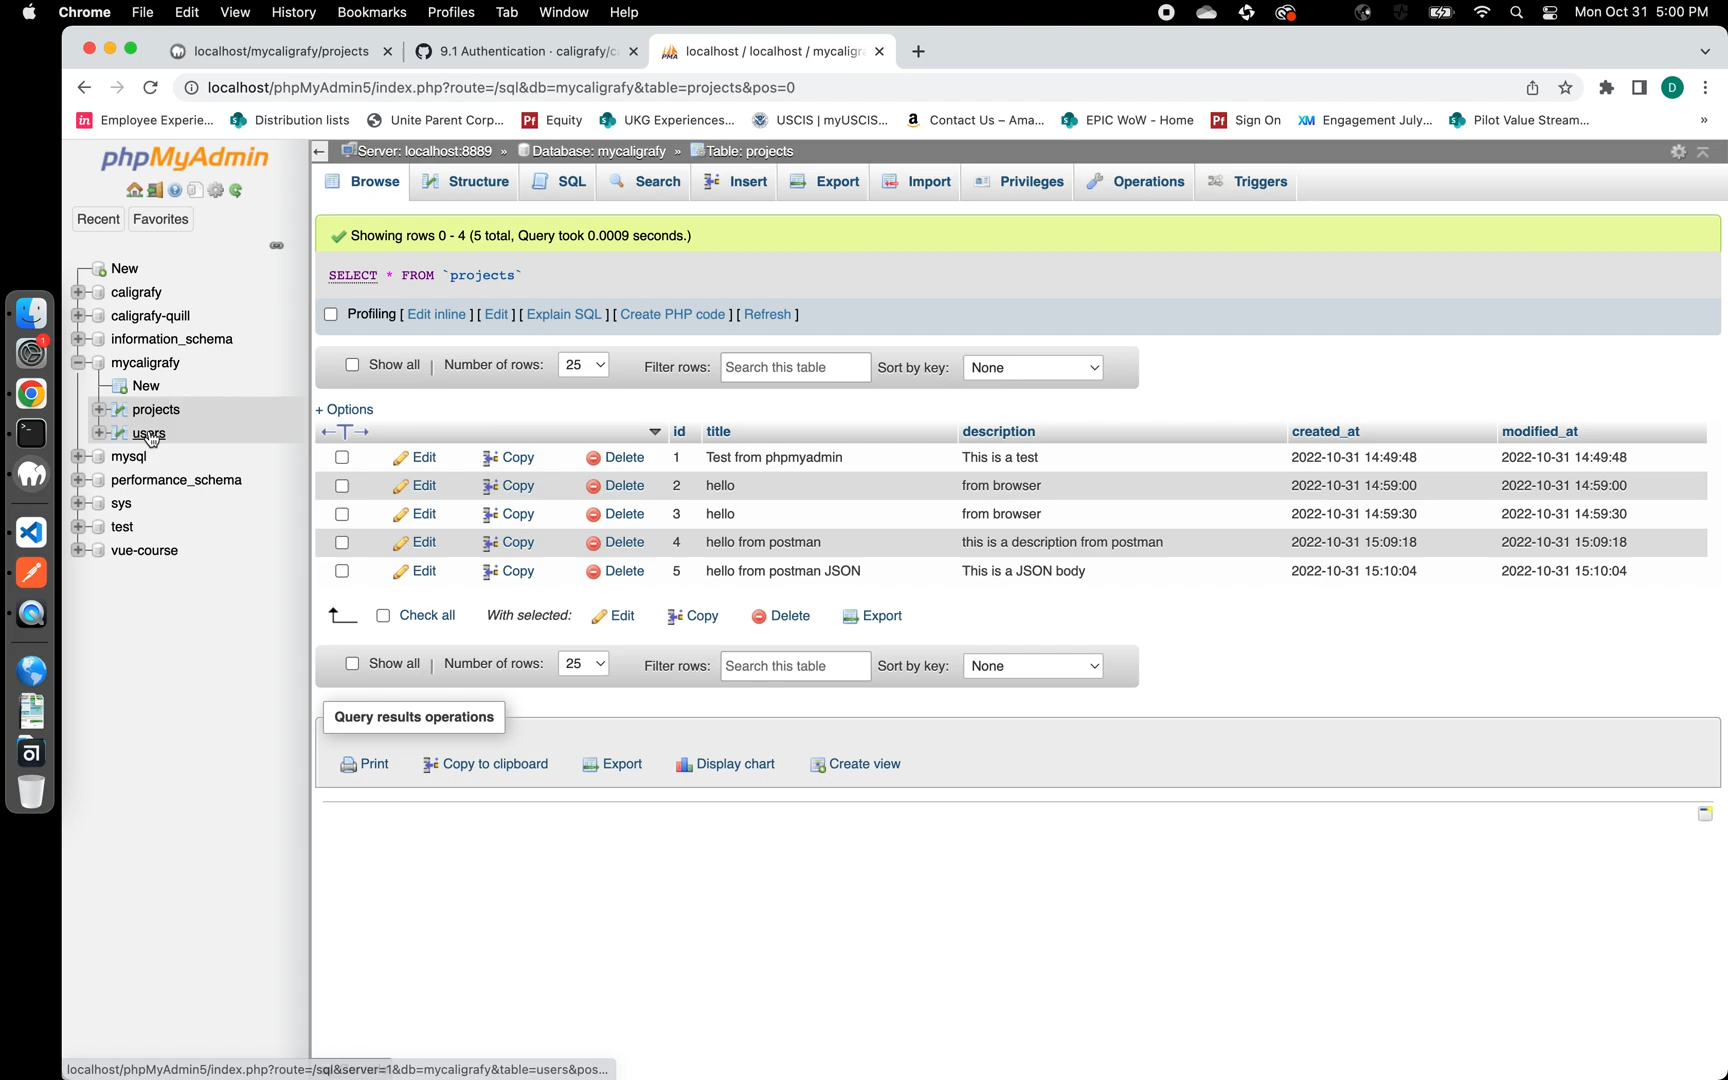 Chrome File Edit View History Bookmarks Profiles Tab Window Help Mon Oct 31 5:00 PM
localhost/mycaligrafy/projects 9.1 Authentication · caligrafy/c localhost / localhost / mycaligra
localhost/phpMyAdmin5/index.php?route=/sql&db=mycaligrafy&table=projects&pos=0 D
in Employee Experie... Distribution lists Unite Parent Corp... Pf Equity UKG Experiences... USCIS | myUSCIS... a Contact Us – Ama... EPIC WoW - Home Pf Sign On XM Engagement July,... Pilot Value Stream... »
phpMyAdmin
Recent Favorites
New
caligrafy
caligrafy-quill
information_schema
mycaligrafy
New
projects
users
mysql
performance_schema
sys
test
vue-course
Server: localhost:8889 » Database: mycaligrafy » Table: projects
Browse Structure SQL Search Insert Export Import Privileges Operations Triggers
Showing rows 0 - 4 (5 total, Query took 0.0009 seconds.)
SELECT * FROM `projects`
Profiling [ Edit inline ] [ Edit ] [ Explain SQL ] [ Create PHP code ] [ Refresh ]
Show all | Number of rows: 25 Filter rows: Search this table Sort by key: None
+ Options
←T→ id title description created_at modified_at
Edit Copy Delete 1 Test from phpmyadmin This is a test 2022-10-31 14:49:48 2022-10-31 14:49:48
Edit Copy Delete 2 hello from browser 2022-10-31 14:59:00 2022-10-31 14:59:00
Edit Copy Delete 3 hello from browser 2022-10-31 14:59:30 2022-10-31 14:59:30
Edit Copy Delete 4 hello from postman this is a description from postman 2022-10-31 15:09:18 2022-10-31 15:09:18
Edit Copy Delete 5 hello from postman JSON This is a JSON body 2022-10-31 15:10:04 2022-10-31 15:10:04
Check all With selected: Edit Copy Delete Export
Show all | Number of rows: 25 Filter rows: Search this table Sort by key: None
Query results operations
Print Copy to clipboard Export Display chart Create view
localhost/phpMyAdmin5/index.php?route=/sql&server=1&db=mycaligrafy&table=users&pos...